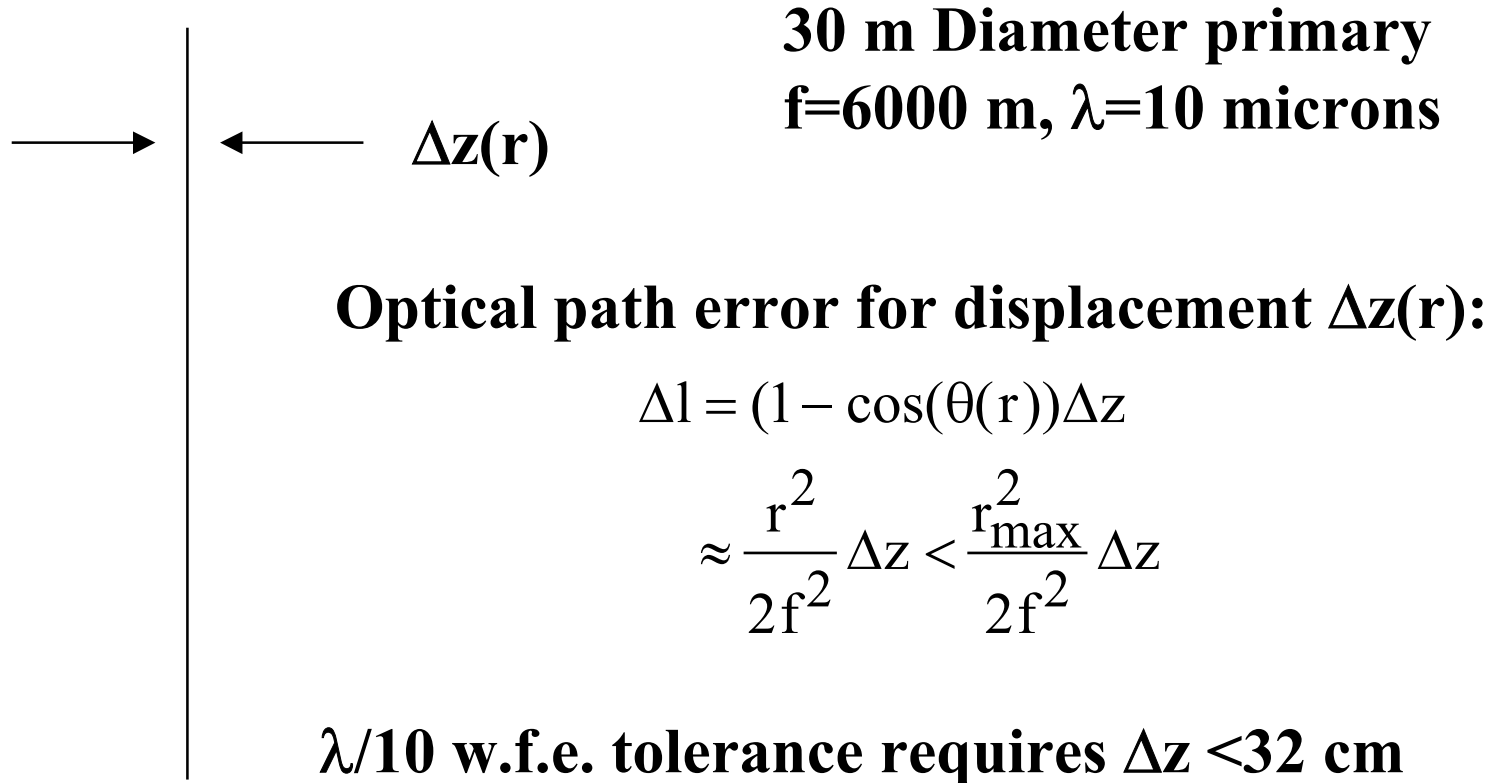 30 m Diameter primary
f=6000 m, λ=10 microns
Δz(r)
Optical path error for displacement Δz(r):
Δl = (1 − cos(θ(r))Δz
≈ r²/2f² Δz < r²max/2f² Δz
λ/10 w.f.e. tolerance requires Δz <32 cm